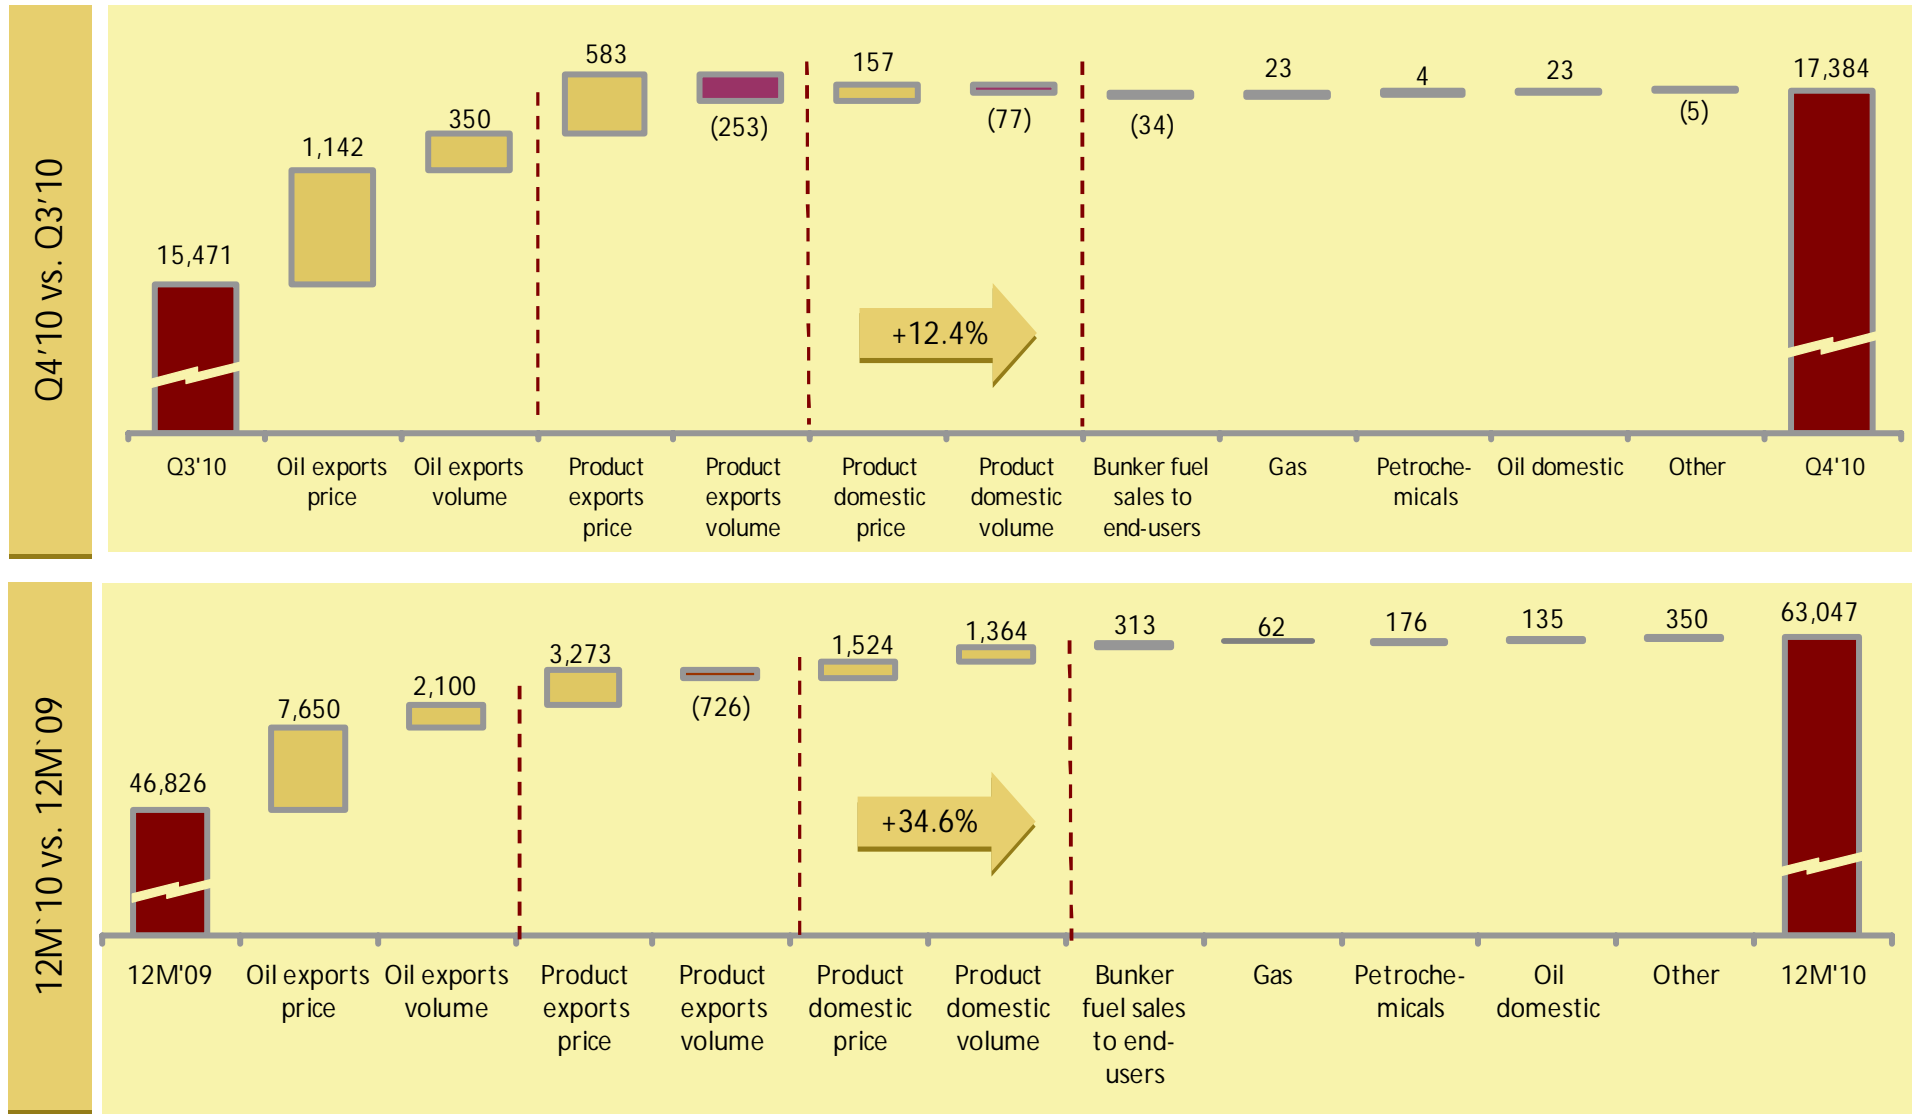 Q4'10 vs. Q3'10
15,471
1,142
350
583
(253)
157
(77)
(34)
23
4
23
(5)
17,384
+12.4%
Q3'10
Oil exports
price
Oil exports
volume
Product
exports
price
Product
exports
volume
Product
domestic
price
Product
domestic
volume
Bunker fuel
sales to
end-users
Gas
Petroche-
micals
Oil domestic
Other
Q4'10
12M`10 vs. 12M`09
46,826
7,650
2,100
3,273
(726)
1,524
1,364
313
62
176
135
350
63,047
+34.6%
12M'09
Oil exports
price
Oil exports
volume
Product
exports
price
Product
exports
volume
Product
domestic
price
Product
domestic
volume
Bunker
fuel sales
to end-
users
Gas
Petroche-
micals
Oil
domestic
Other
12M'10